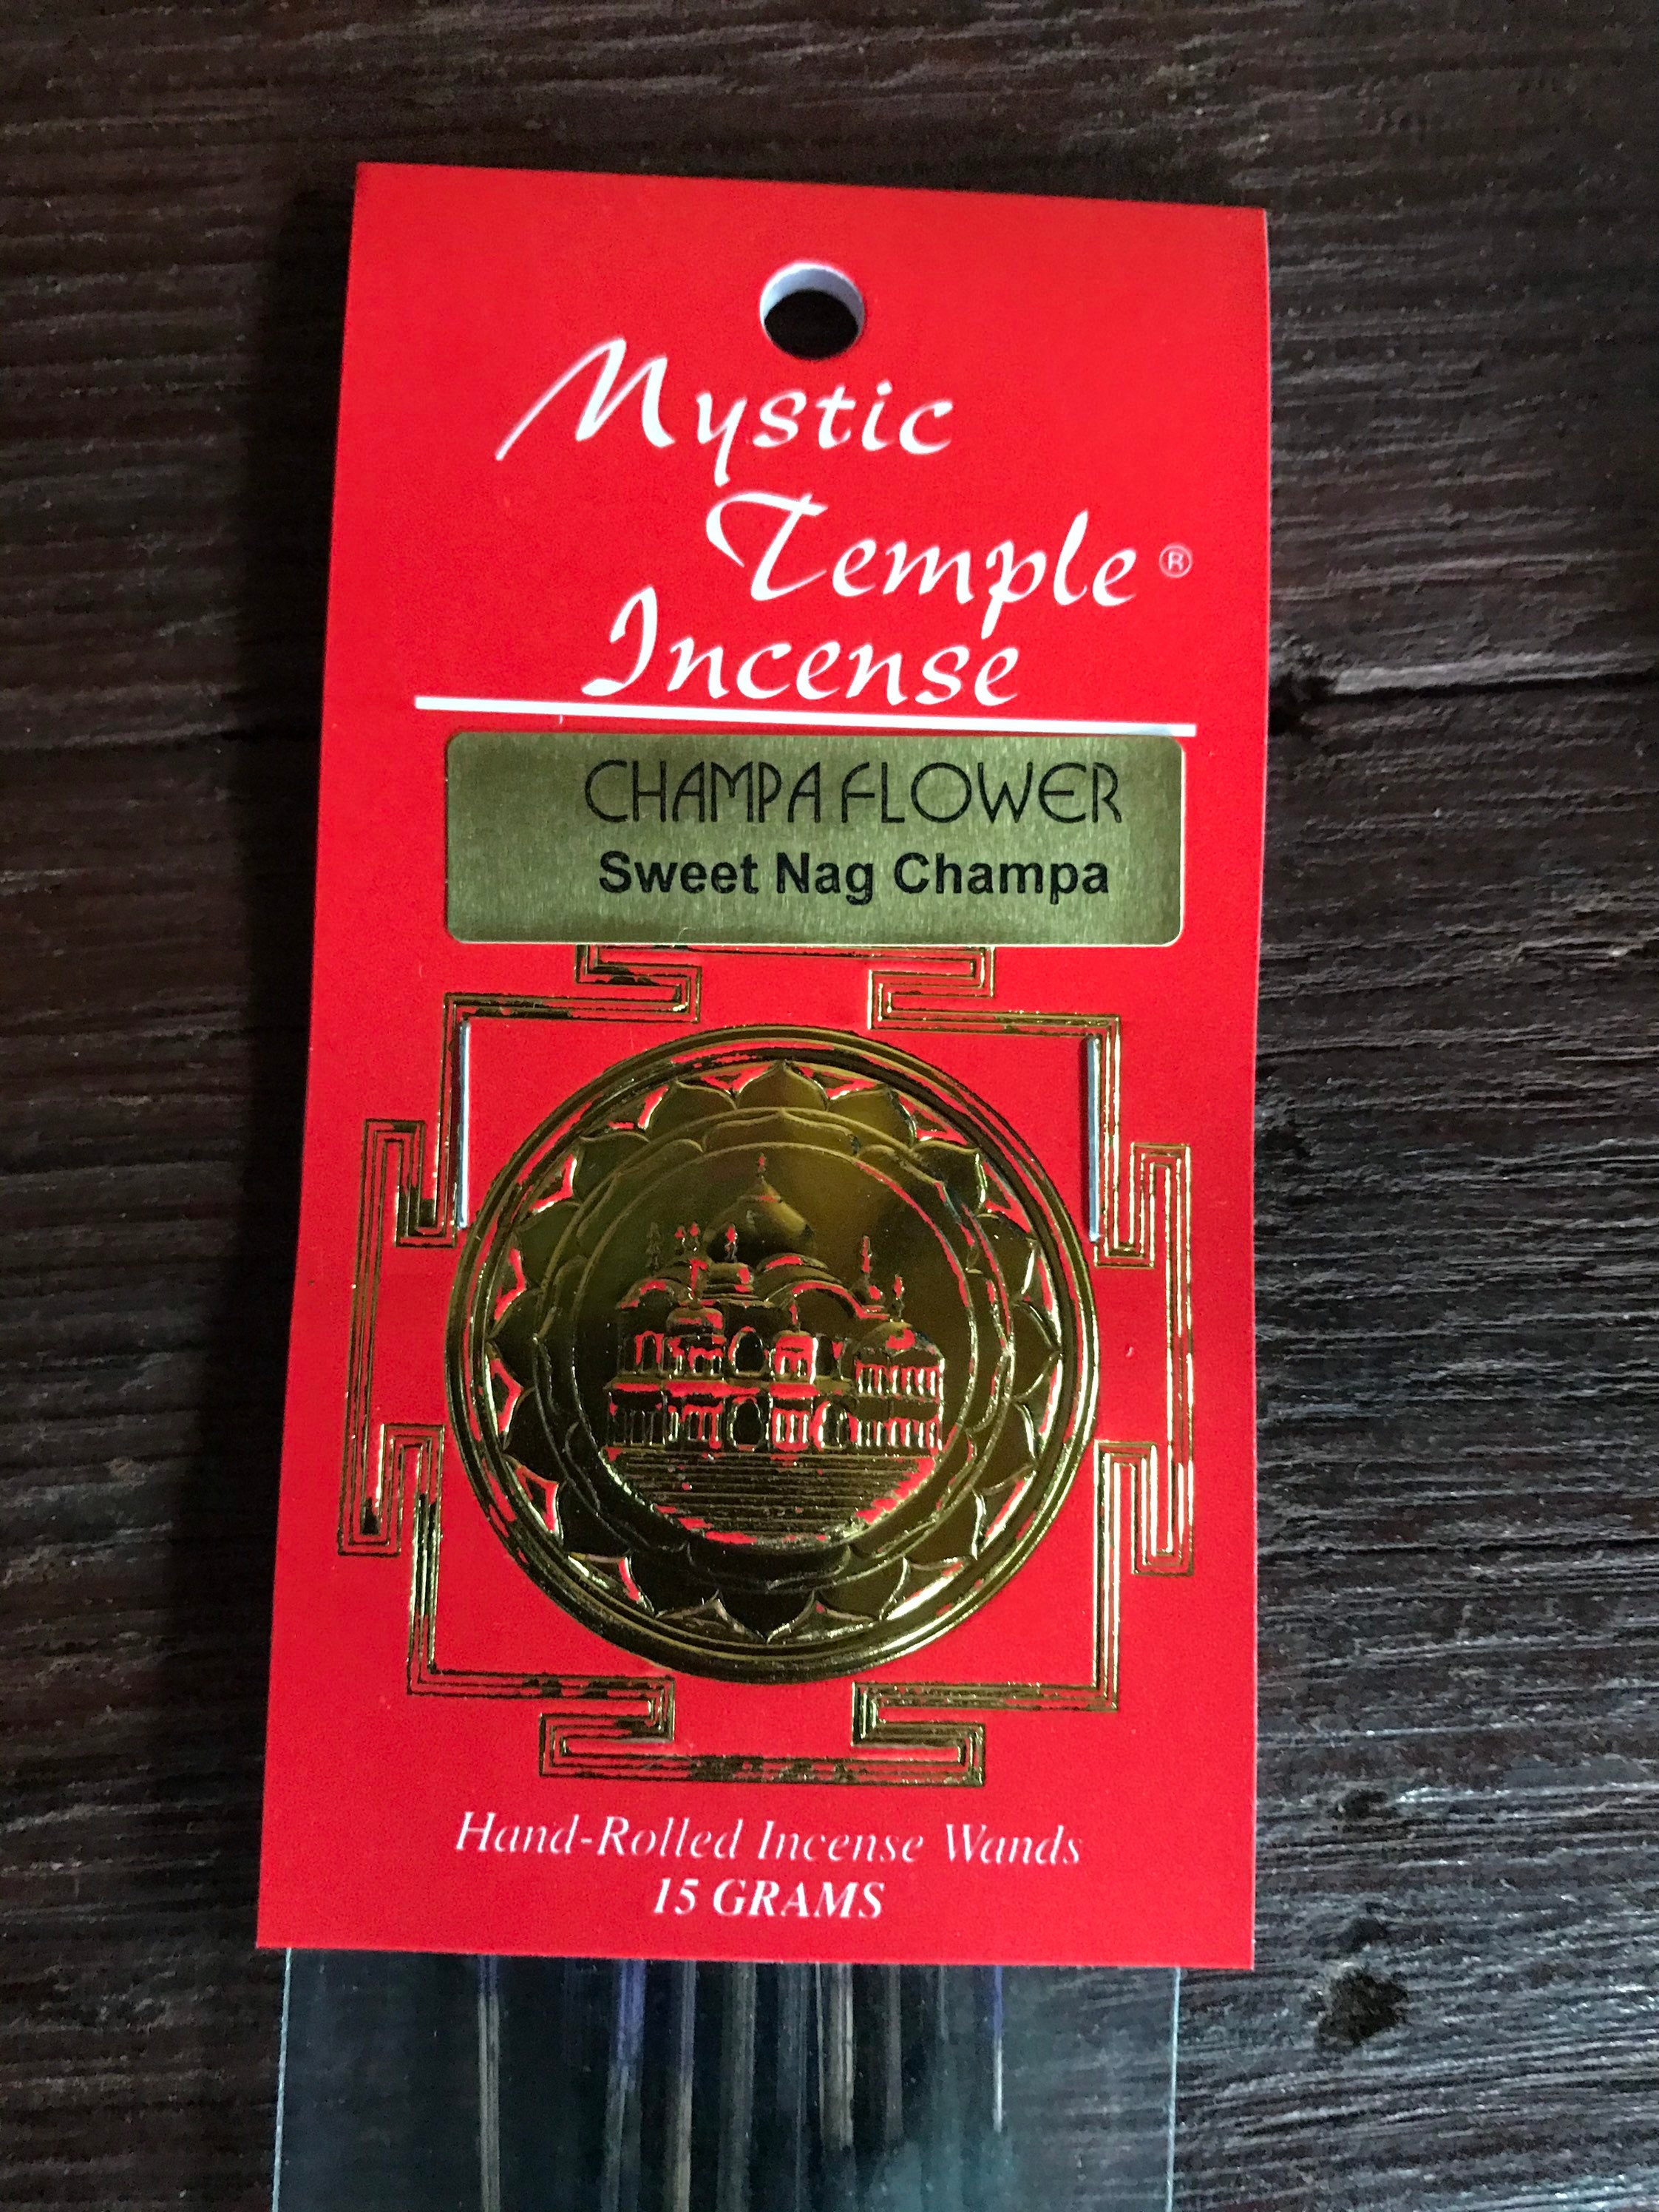 Mystic
Temple®
Incense
CHAMPA FLOWER
Sweet Nag Champa
Hand-Rolled Incense Wands
15 GRAMS